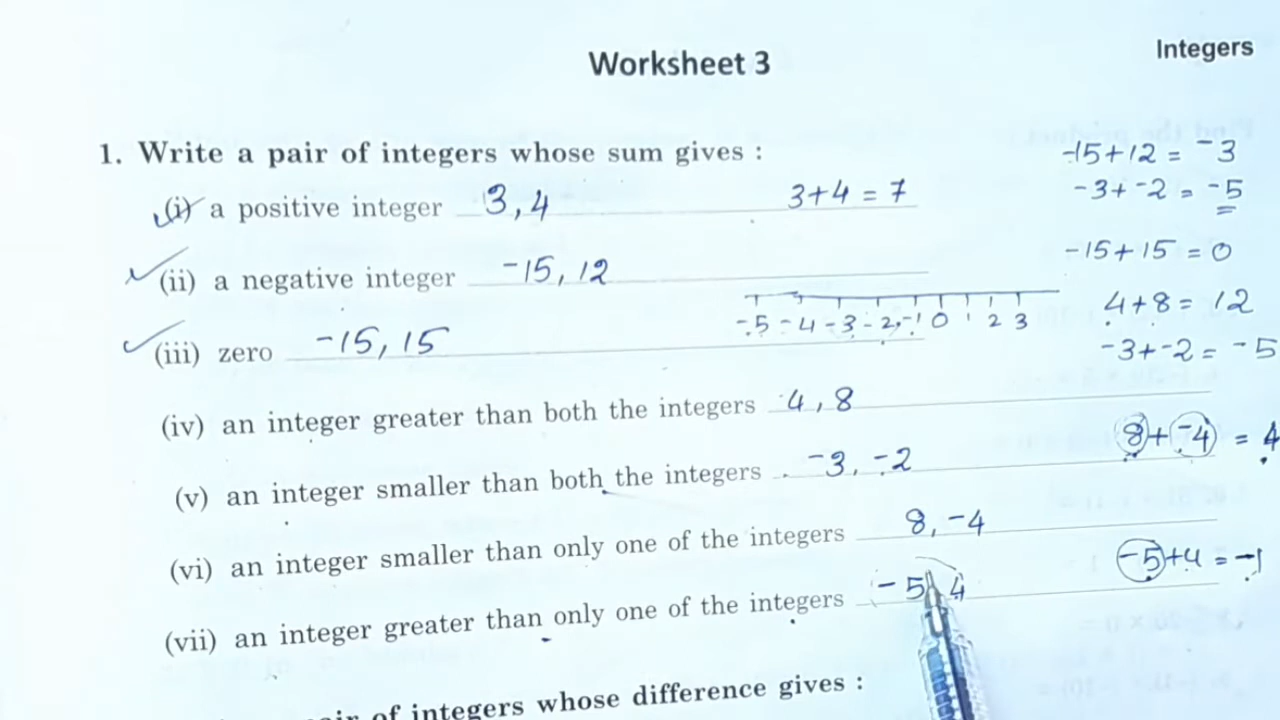 Integers
Worksheet 3
1. Write a pair of integers whose sum gives :
-15+12 = -3
(i) a positive integer 3, 4 3+4 = 7
-3+ -2 = -5
(ii) a negative integer -15, 12
-15+15 = 0
-5 -4 -3 -2 -1 0 1 2 3
4+8 = 12
(iii) zero -15, 15
-3+-2 = -5
(iv) an integer greater than both the integers 4, 8
8+-4 = 4
(v) an integer smaller than both the integers -3, -2
(vi) an integer smaller than only one of the integers 8, -4
-5+4 = -1
(vii) an integer greater than only one of the integers -5 4
of integers whose difference gives :